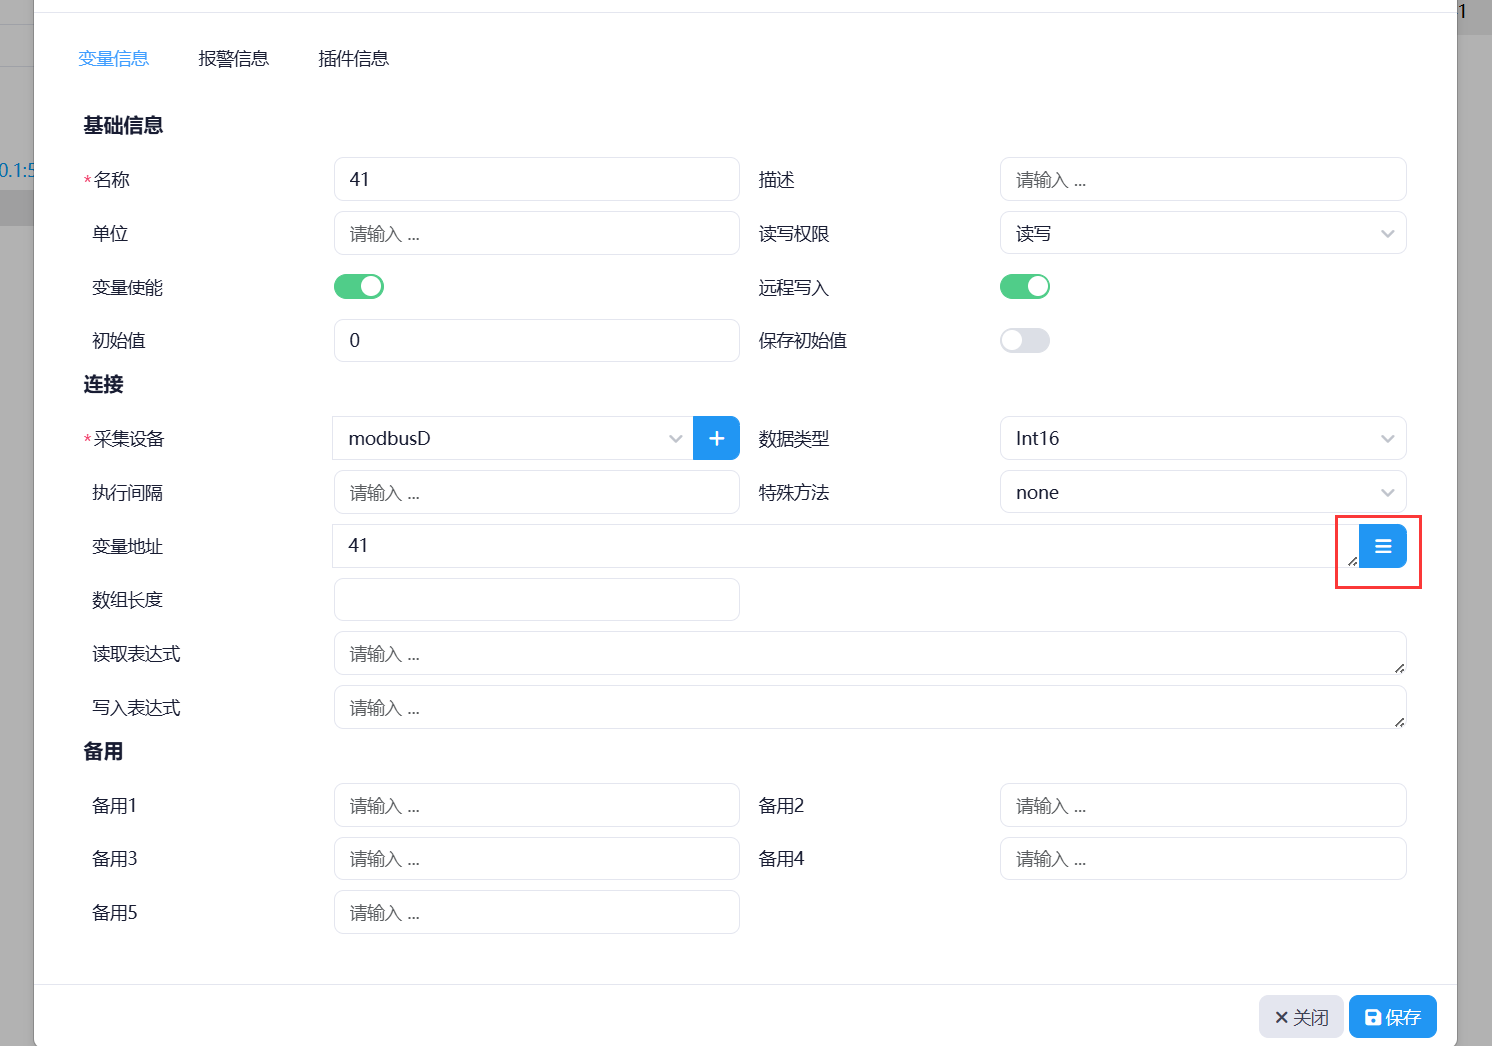 1
变量信息 报警信息 插件信息
基础信息
0.1:5
*名称 41 描述 请输入 ...
单位 请输入 ... 读写权限 读写
变量使能 远程写入
初始值 0 保存初始值
连接
*采集设备 modbusD + 数据类型 Int16
执行间隔 请输入 ... 特殊方法 none
变量地址 41
数组长度
读取表达式 请输入 ...
写入表达式 请输入 ...
备用
备用1 请输入 ... 备用2 请输入 ...
备用3 请输入 ... 备用4 请输入 ...
备用5 请输入 ...
关闭 保存